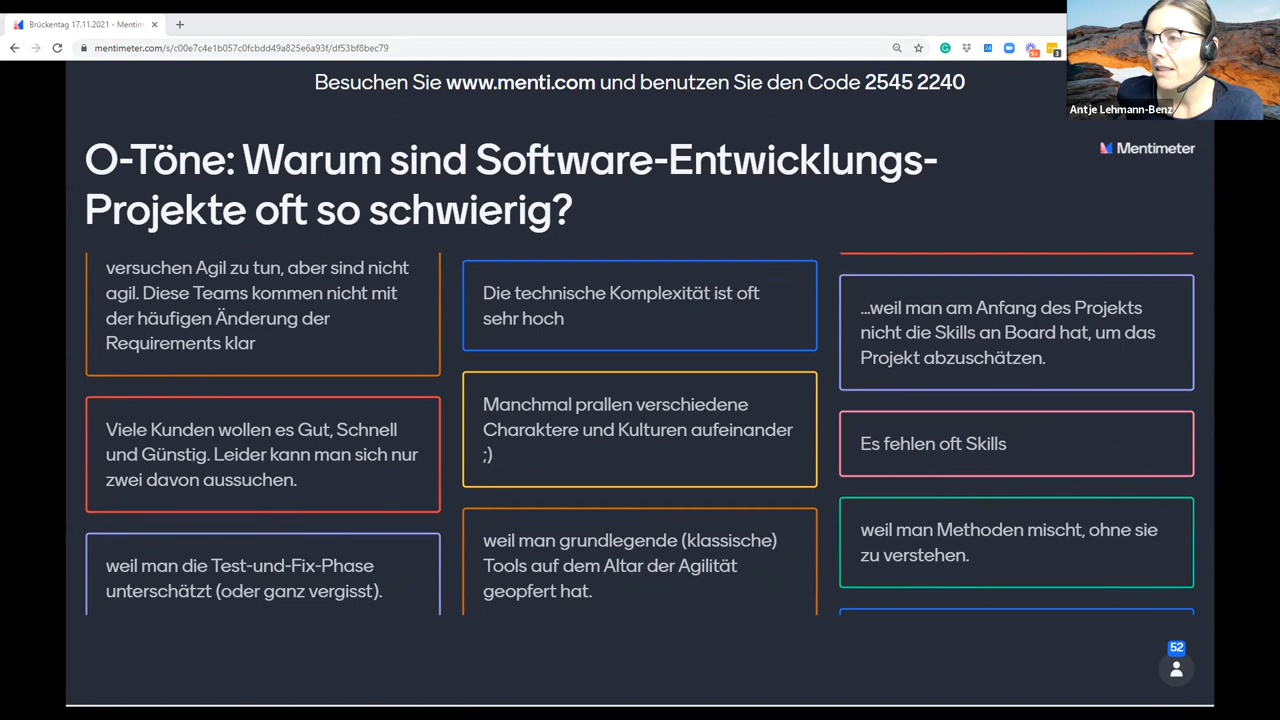 Brückentag 17.11.2021 - Mentim
mentimeter.com/s/c00e7c4e1b057c0fcbdd49a825e6a93f/df53bf8bec79
9+
3
Antje Lehmann-Benz
Besuchen Sie www.menti.com und benutzen Sie den Code 2545 2240
Mentimeter
O-Töne: Warum sind Software-Entwicklungs-
Projekte oft so schwierig?
versuchen Agil zu tun, aber sind nicht
agil. Diese Teams kommen nicht mit
der häufigen Änderung der
Requirements klar
Viele Kunden wollen es Gut, Schnell
und Günstig. Leider kann man sich nur
zwei davon aussuchen.
weil man die Test-und-Fix-Phase
unterschätzt (oder ganz vergisst).
Die technische Komplexität ist oft
sehr hoch
Manchmal prallen verschiedene
Charaktere und Kulturen aufeinander
;)
weil man grundlegende (klassische)
Tools auf dem Altar der Agilität
geopfert hat.
...weil man am Anfang des Projekts
nicht die Skills an Board hat, um das
Projekt abzuschätzen.
Es fehlen oft Skills
weil man Methoden mischt, ohne sie
zu verstehen.
52